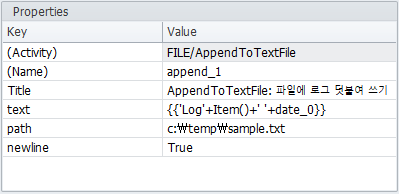 Properties
Key Value
(Activity) FILE/AppendToTextFile
(Name) append_1
Title AppendToTextFile: 파일에 로그 덧붙여 쓰기
text {{'Log'+Item()+' '+date_0}}
path c:₩temp₩sample.txt
newline True